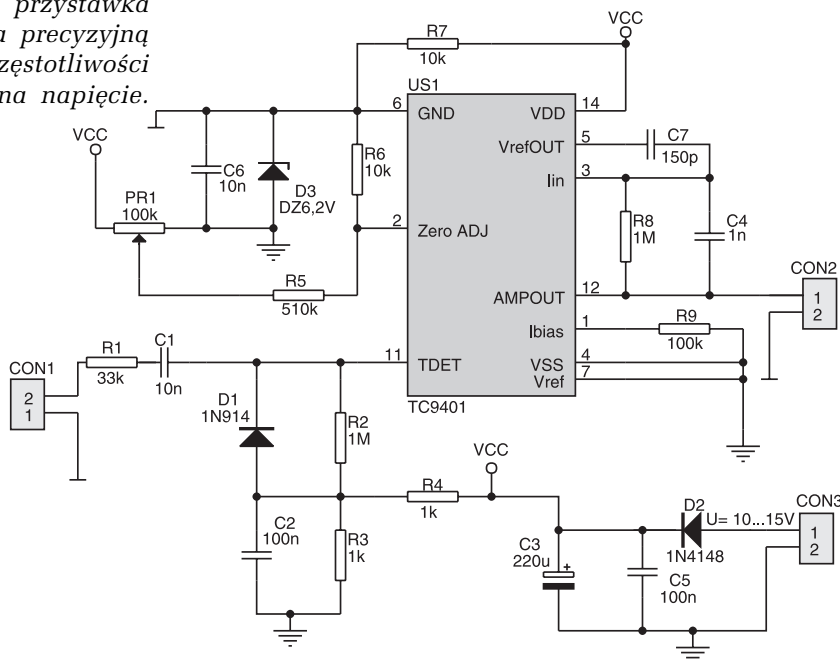 przystawka
a precyzyjną
zęstotliwości
na napięcie.
VCC
R7
10k
VCC
US1
6
GND
VDD
14
VrefOUT
5
C7
150p
Iin
3
VCC
C6
10n
D3
DZ6,2V
R6
10k
PR1
100k
2
Zero ADJ
R8
1M
C4
1n
R5
510k
AMPOUT
12
CON2
1
2
Ibias
1
R9
100k
CON1
2
1
R1
33k
C1
10n
11
TDET
VSS
4
Vref
7
TC9401
D1
1N914
R2
1M
VCC
R4
1k
C2
100n
R3
1k
C3
220u
+
D2
1N4148
U= 10...15V
CON3
1
2
C5
100n